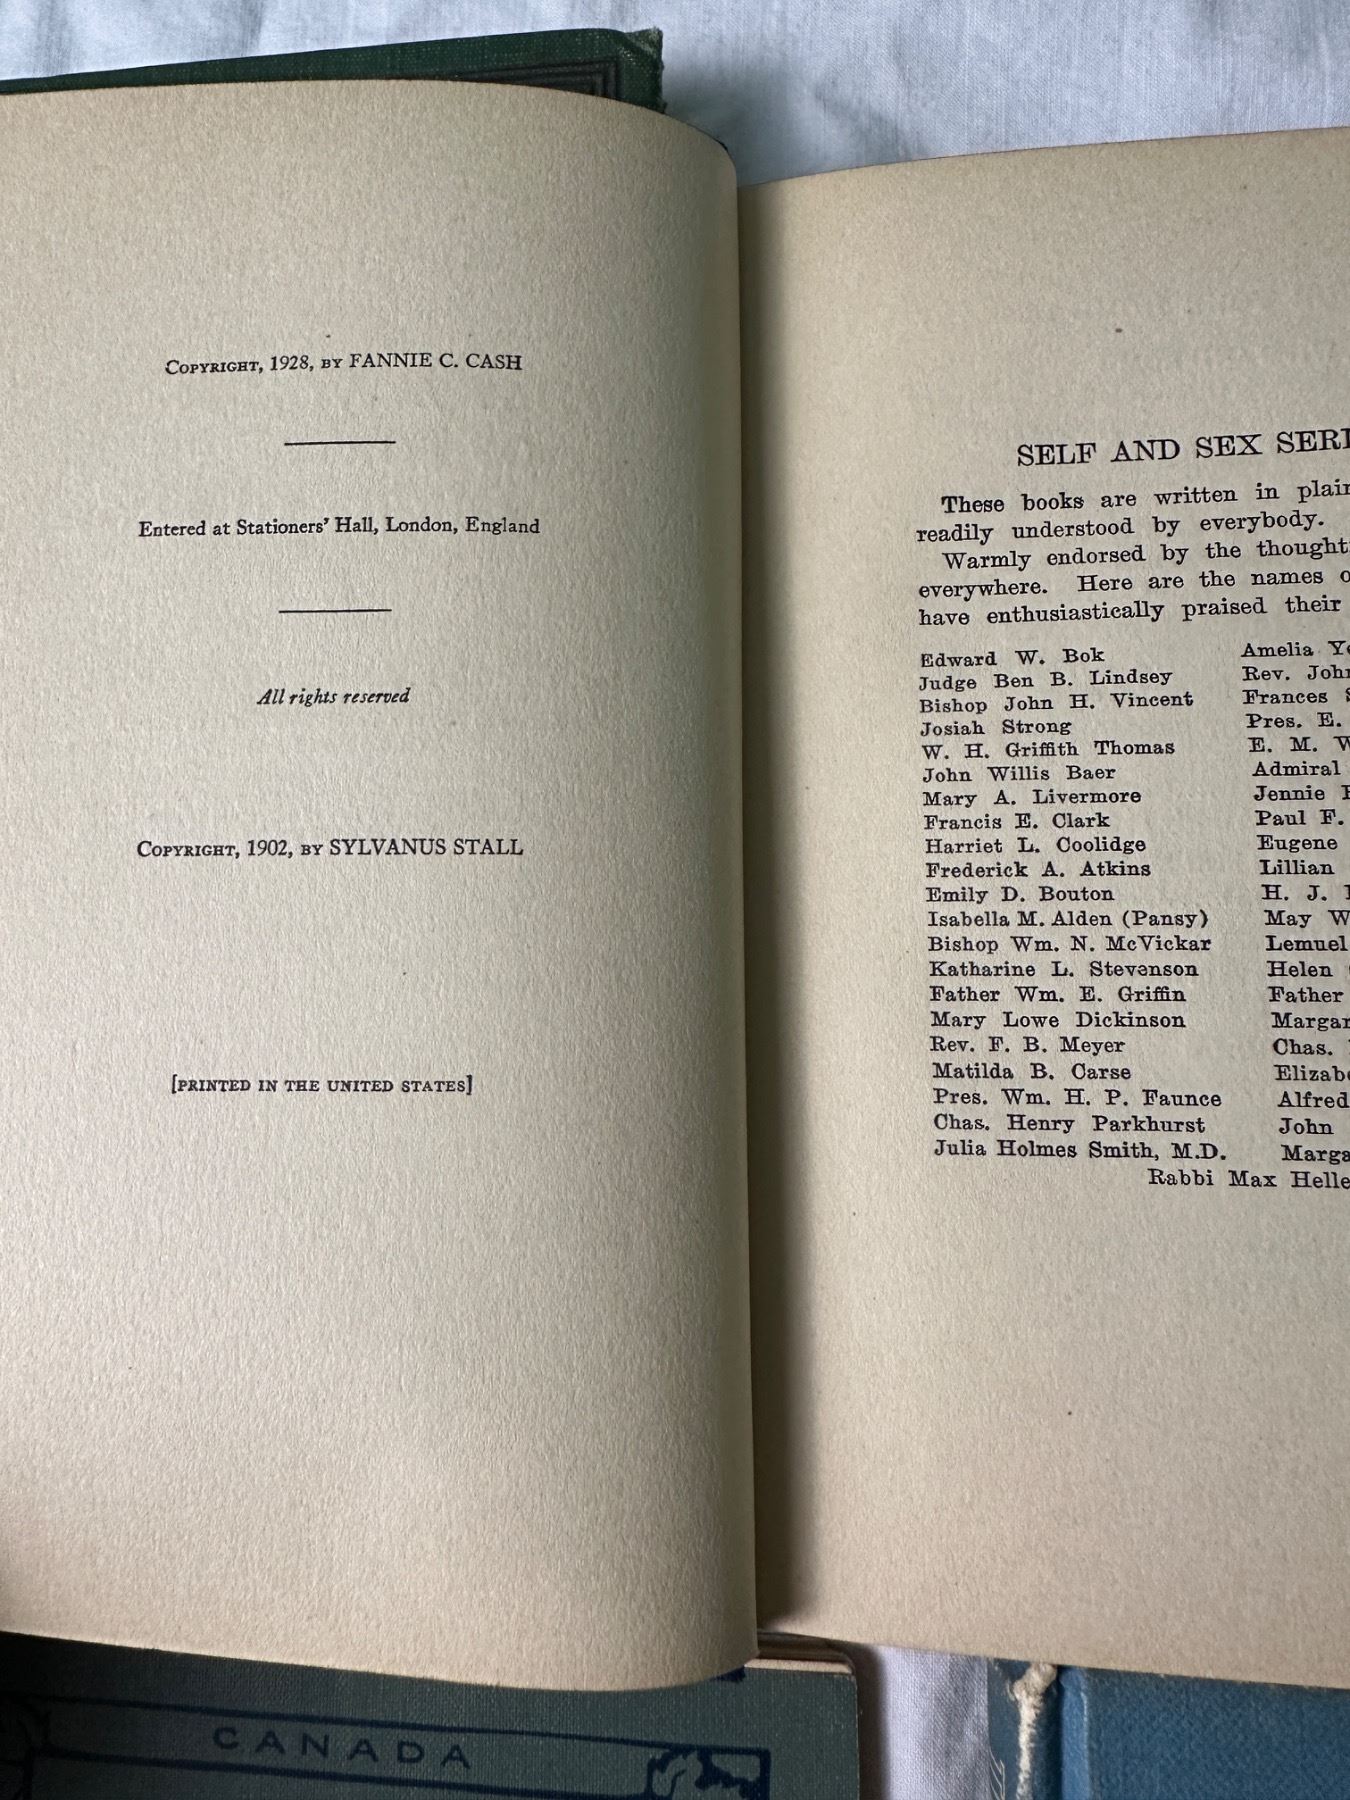 COPYRIGHT, 1928, BY FANNIE C. CASH
Entered at Stationers' Hall, London, England
All rights reserved
COPYRIGHT, 1902, BY SYLVANUS STALL
[PRINTED IN THE UNITED STATES]
SELF AND SEX
These books are written in plain
readily understood by everybody.
Warmly endorsed by the
everywhere. Here are the names
have enthusiastically praised their
Edward W. Bok
Judge Ben B. Lindsey
Bishop John H. Vincent
Josiah Strong
W. H. Griffith Thomas
John Willis Baer
Mary A. Livermore
Francis E. Clark
Harriet L. Coolidge
Frederick A. Atkins
Emily D. Bouton
Isabella M. Alden (Pansy)
Bishop Wm. N. McVickar
Katharine L. Stevenson
Father Wm. E. Griffin
Mary Lowe Dickinson
Rev. F. B. Meyer
Matilda B. Carse
Pres. Wm. H. P. Faunce
Chas. Henry Parkhurst
Julia Holmes Smith, M.D.
Amelia
Rev. John
Frances
Pres. E.
E. M.
Admiral
Jennie
Paul F.
Eugene
Lillian
H. J.
May
Lemuel
Helen
Father
Chas.
Alfred
John
Rabbi Max
CANADA